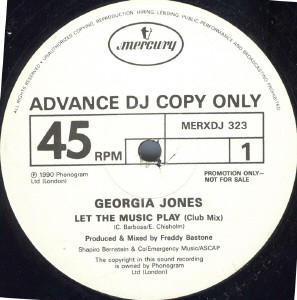 ALL RIGHTS RESERVED • UNAUTHORIZED COPYING, REPRODUCTION, HIRING, LENDING, PUBLIC PERFORMANCE AND BROADCASTING PROHIBITED
mercury
ADVANCE DJ COPY ONLY
45 RPM
MERXDJ 323
1
℗ 1990 Phonogram
Ltd (London)
PROMOTION ONLY—
NOT FOR SALE
GEORGIA JONES
LET THE MUSIC PLAY (Club Mix)
(C. Barbosa/E. Chisholm)
Produced & Mixed by Freddy Bastone
Shapiro Bernstein & Co/Emergency Music/ASCAP
The copyright in this sound recording
is owned by Phonogram
Ltd (London)